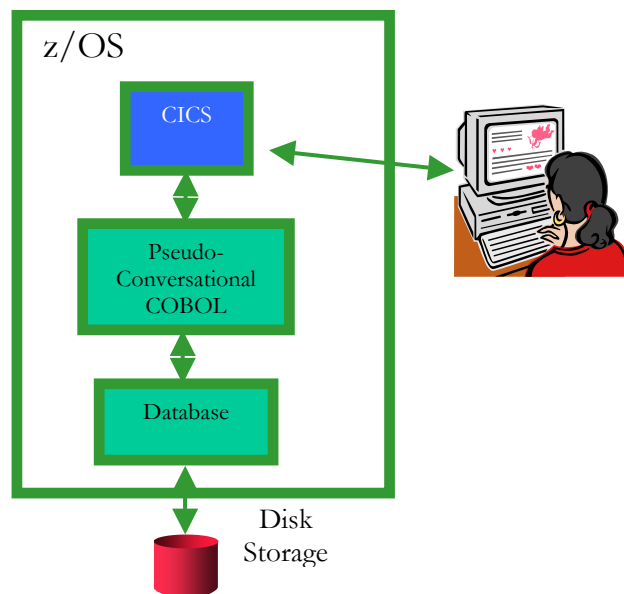 z/OS
CICS
Pseudo-
Conversational
COBOL
Database
Disk
Storage